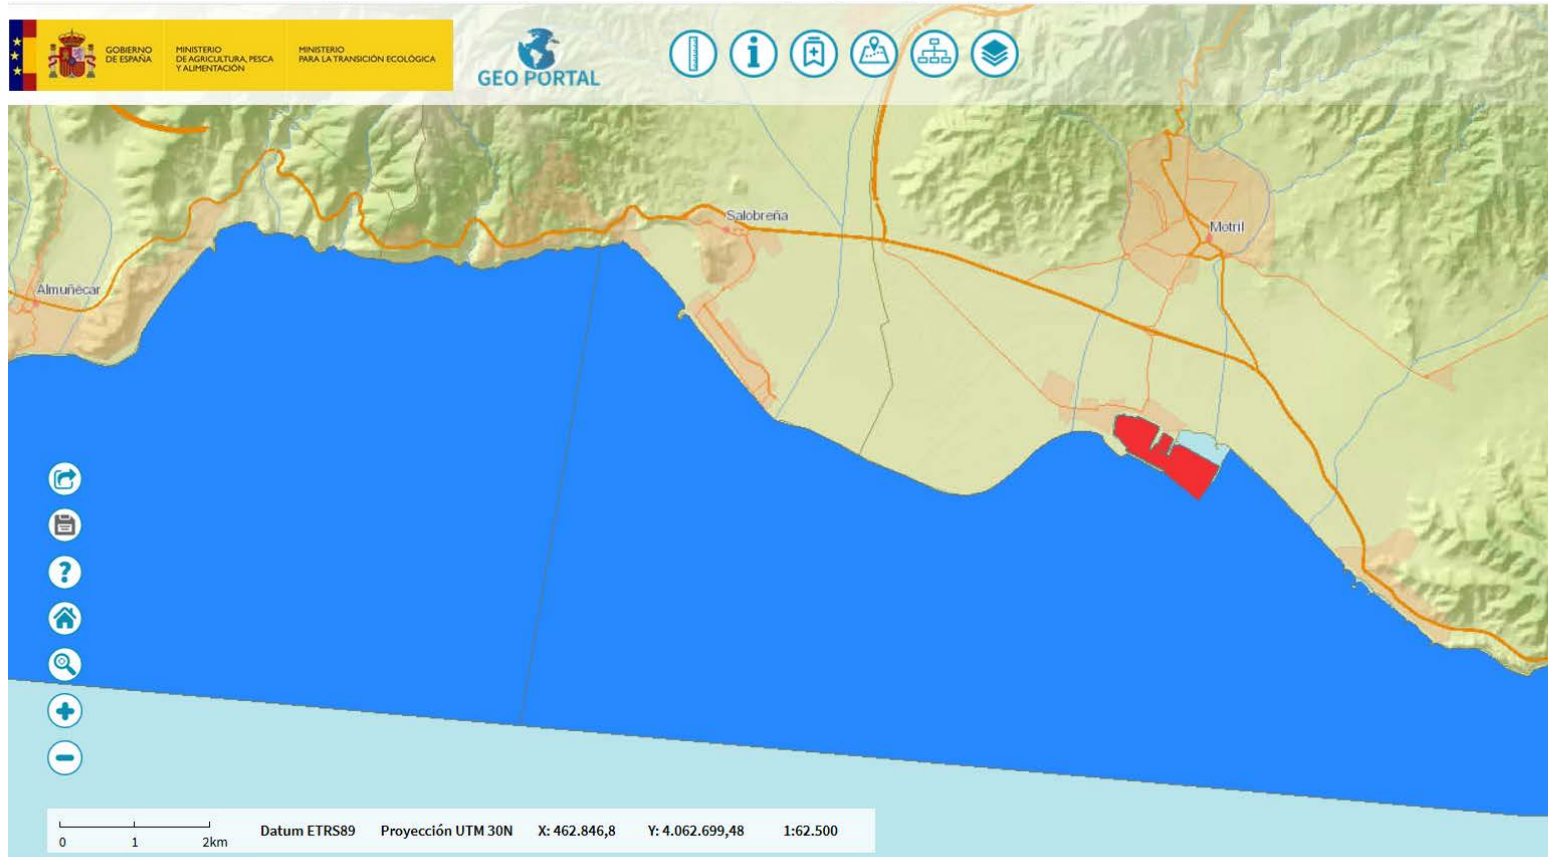 GOBIERNO
DE ESPAÑA
MINISTERIO
DE AGRICULTURA, PESCA
Y ALIMENTACIÓN
MINISTERIO
PARA LA TRANSICIÓN ECOLÓGICA
GEO PORTAL
Salobreña
Motril
Almuñécar
0 1 2km
Datum ETRS89 Proyección UTM 30N X: 462.846,8 Y: 4.062.699,48 1:62.500